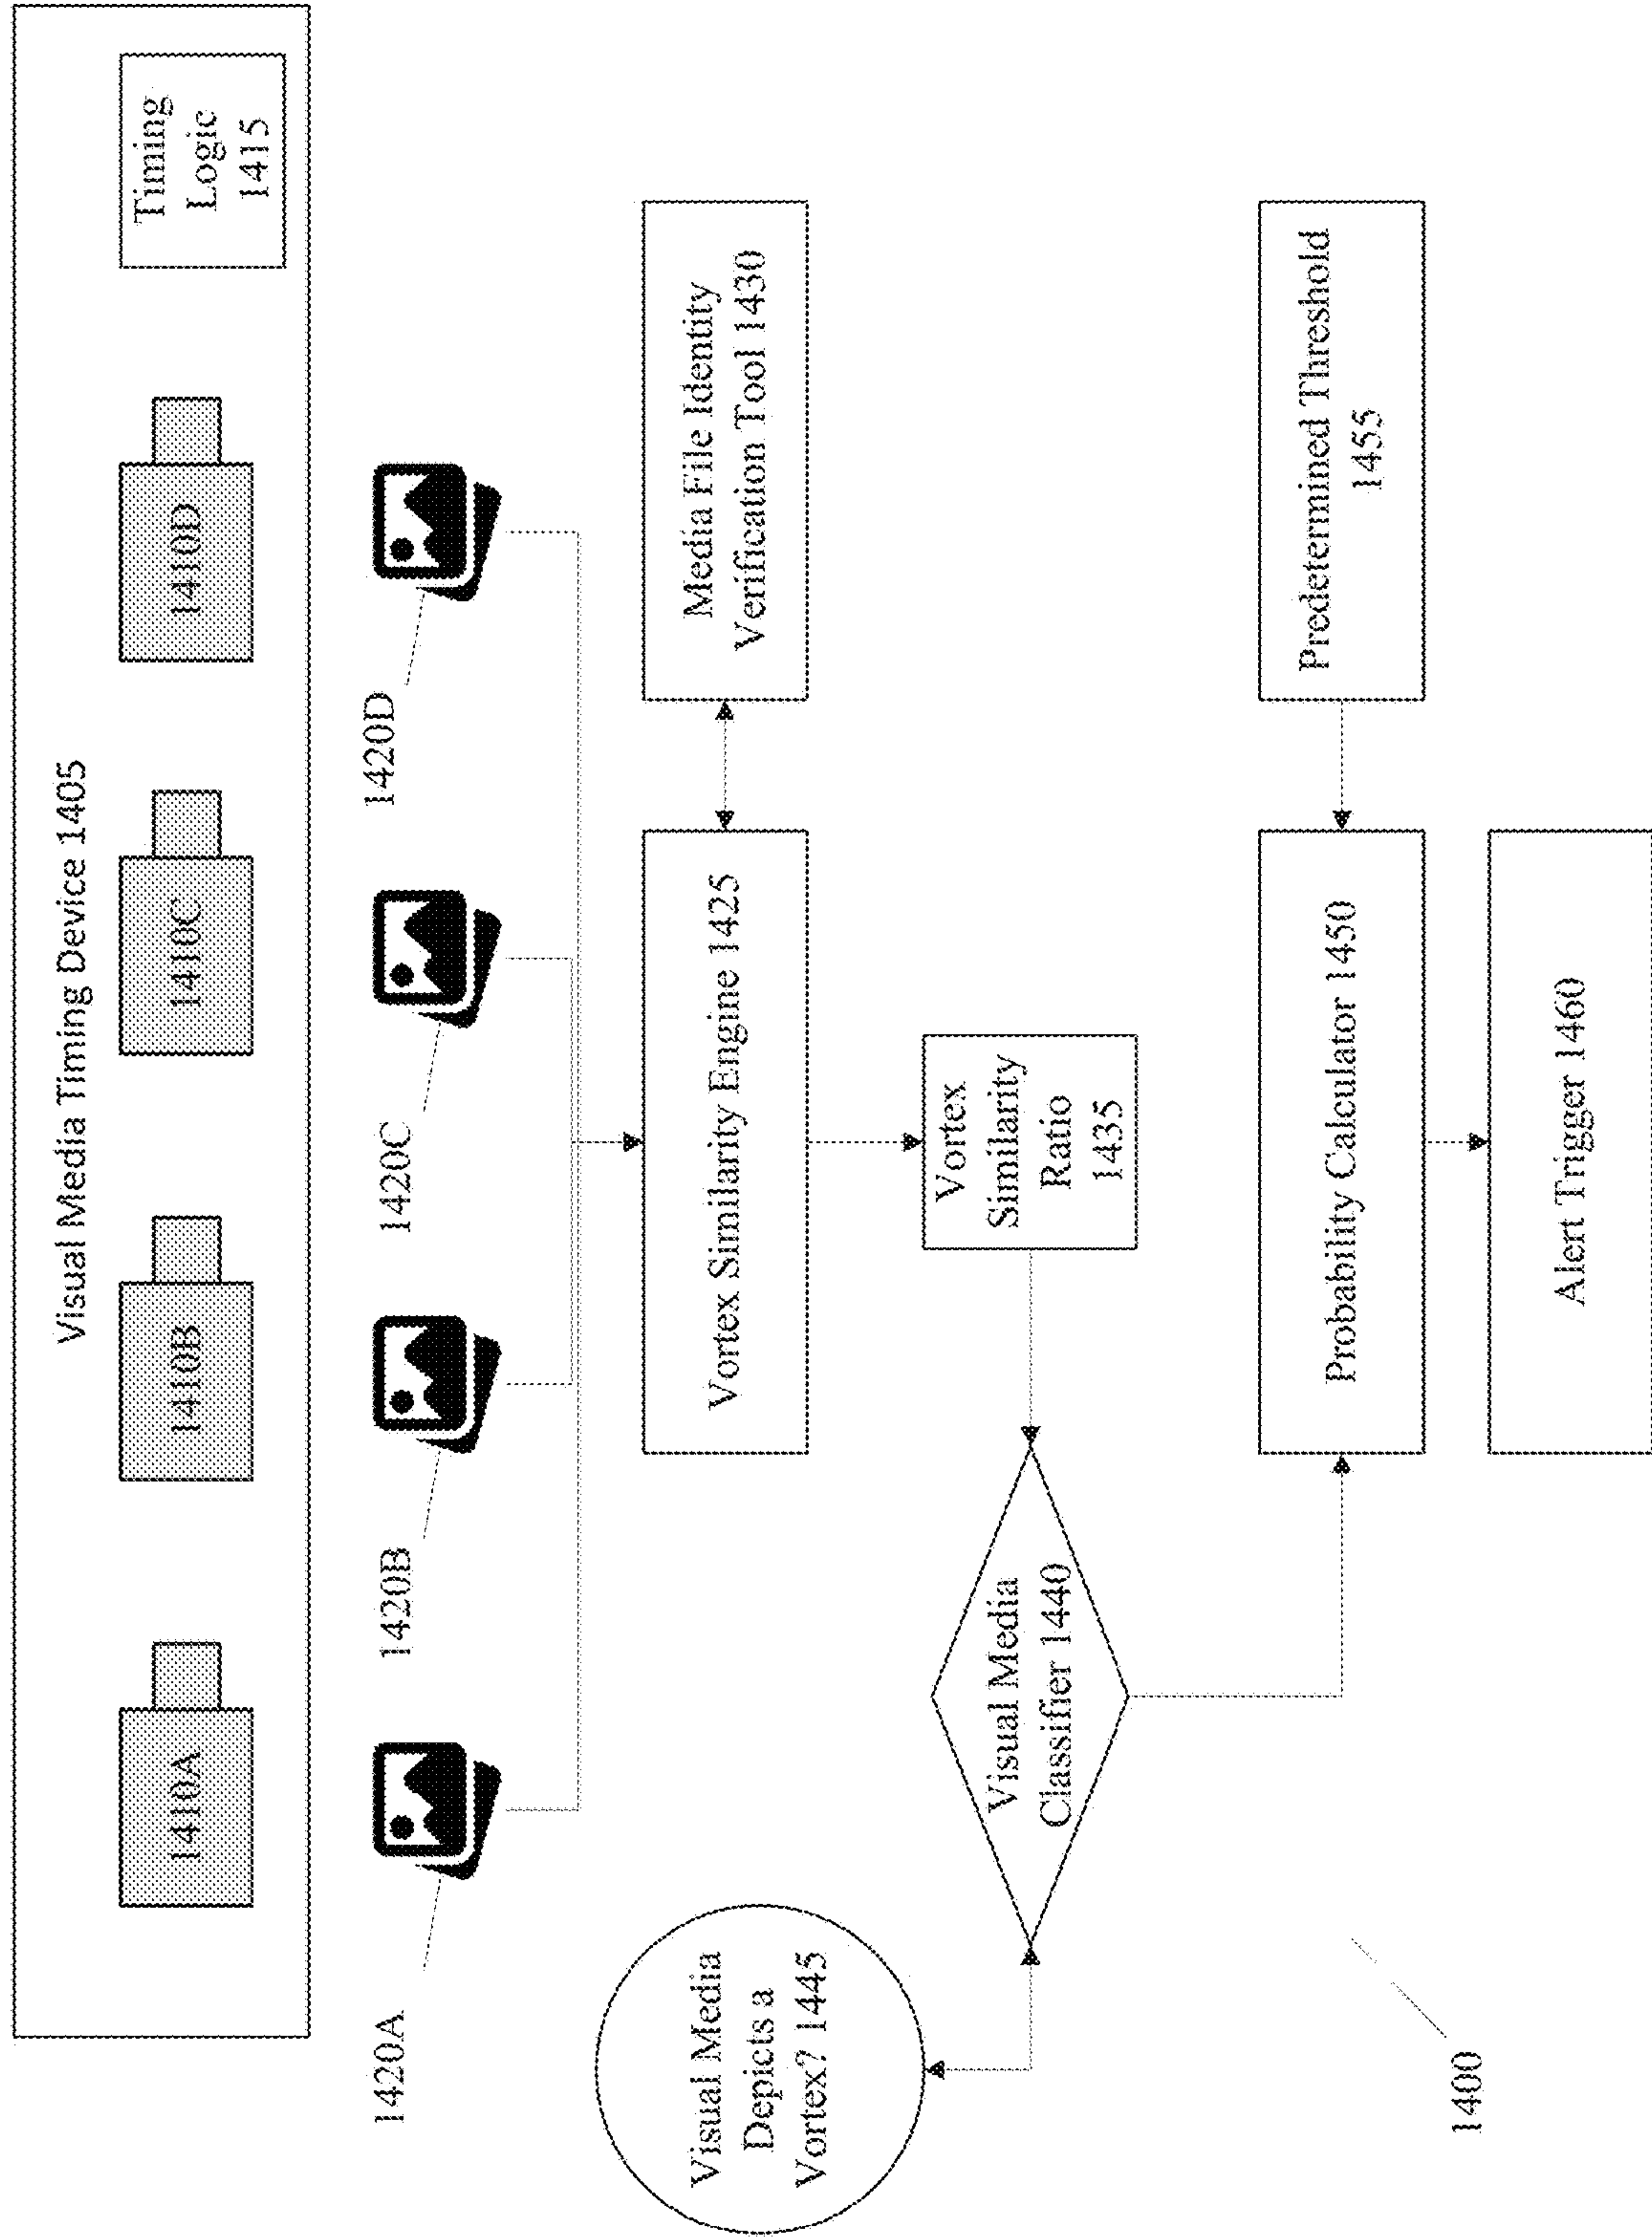 Visual Media Timing Device 1405
1410A
1410B
1410C
1410D
Timing
Logic
1415
1420A
1420B
1420C
1420D
Visual Media
Depicts a
Vortex? 1445
Vortex Similarity Engine 1425
Media File Identity
Verification Tool 1430
Visual Media
Classifier 1440
Vortex
Similarity
Ratio
1435
Probability Calculator 1450
Predetermined Threshold
1455
Alert Trigger 1460
1400